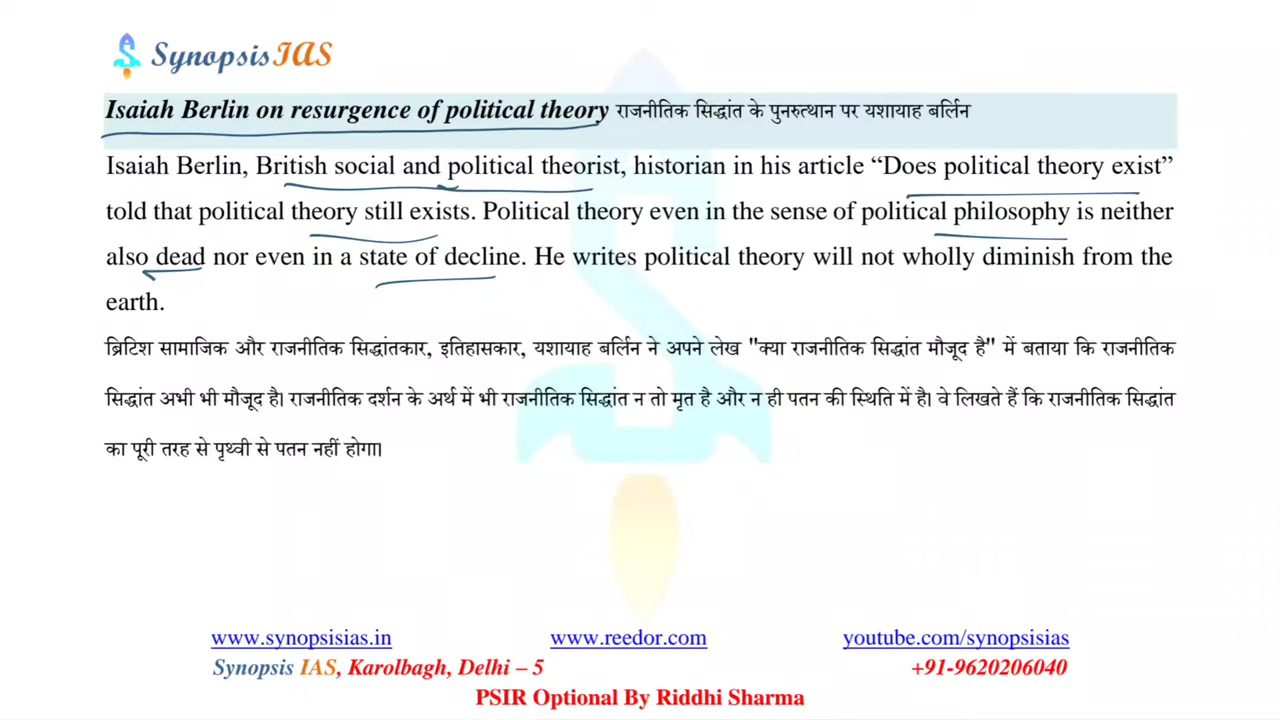 Synopsis IAS
Isaiah Berlin on resurgence of political theory राजनीतिक सिद्धांत के पुनरुत्थान पर यशायाह बर्लिन
Isaiah Berlin, British social and political theorist, historian in his article “Does political theory exist”
told that political theory still exists. Political theory even in the sense of political philosophy is neither
also dead nor even in a state of decline. He writes political theory will not wholly diminish from the
earth.
ब्रिटिश सामाजिक और राजनीतिक सिद्धांतकार, इतिहासकार, यशायाह बर्लिन ने अपने लेख "क्या राजनीतिक सिद्धांत मौजूद है" में बताया कि राजनीतिक
सिद्धांत अभी भी मौजूद है। राजनीतिक दर्शन के अर्थ में भी राजनीतिक सिद्धांत न तो मृत है और न ही पतन की स्थिति में है। वे लिखते हैं कि राजनीतिक सिद्धांत
का पूरी तरह से पृथ्वी से पतन नहीं होगा।
www.synopsisias.in www.reedor.com youtube.com/synopsisias
Synopsis IAS, Karolbagh, Delhi – 5 +91-9620206040
PSIR Optional By Riddhi Sharma